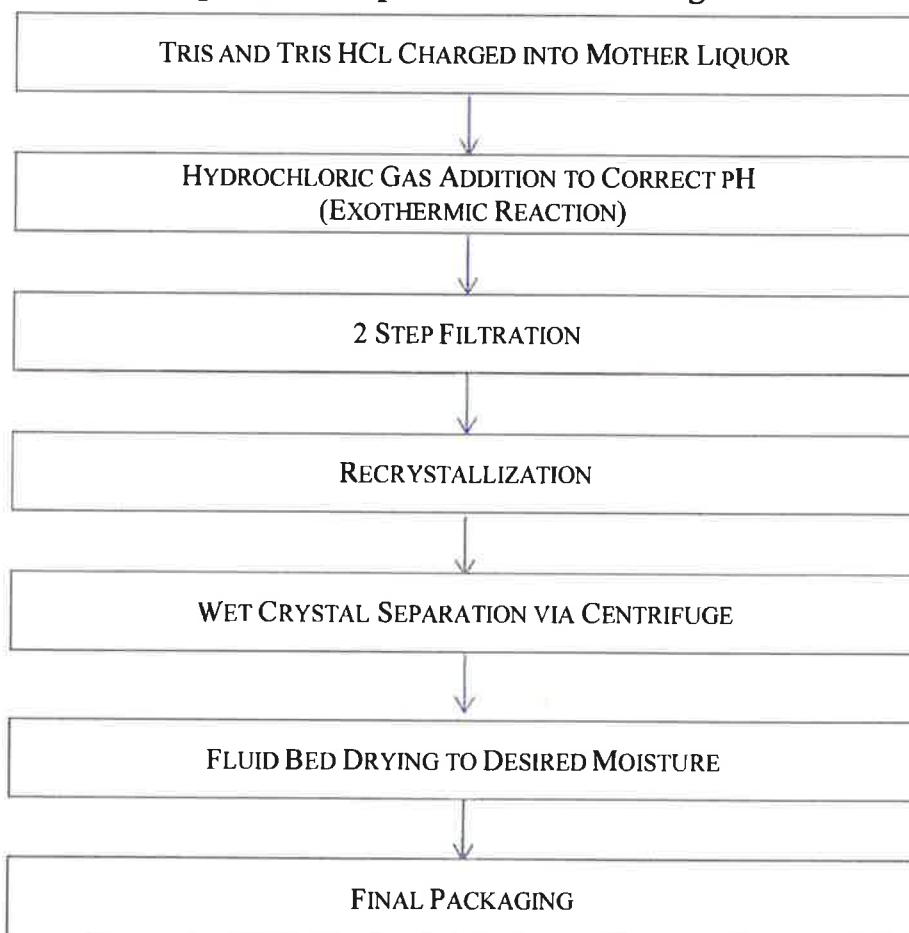 TRIS AND TRIS HCL CHARGED INTO MOTHER LIQUOR
HYDROCHLORIC GAS ADDITION TO CORRECT PH
(EXOTHERMIC REACTION)
2 STEP FILTRATION
RECRYSTALLIZATION
WET CRYSTAL SEPARATION VIA CENTRIFUGE
FLUID BED DRYING TO DESIRED MOISTURE
FINAL PACKAGING